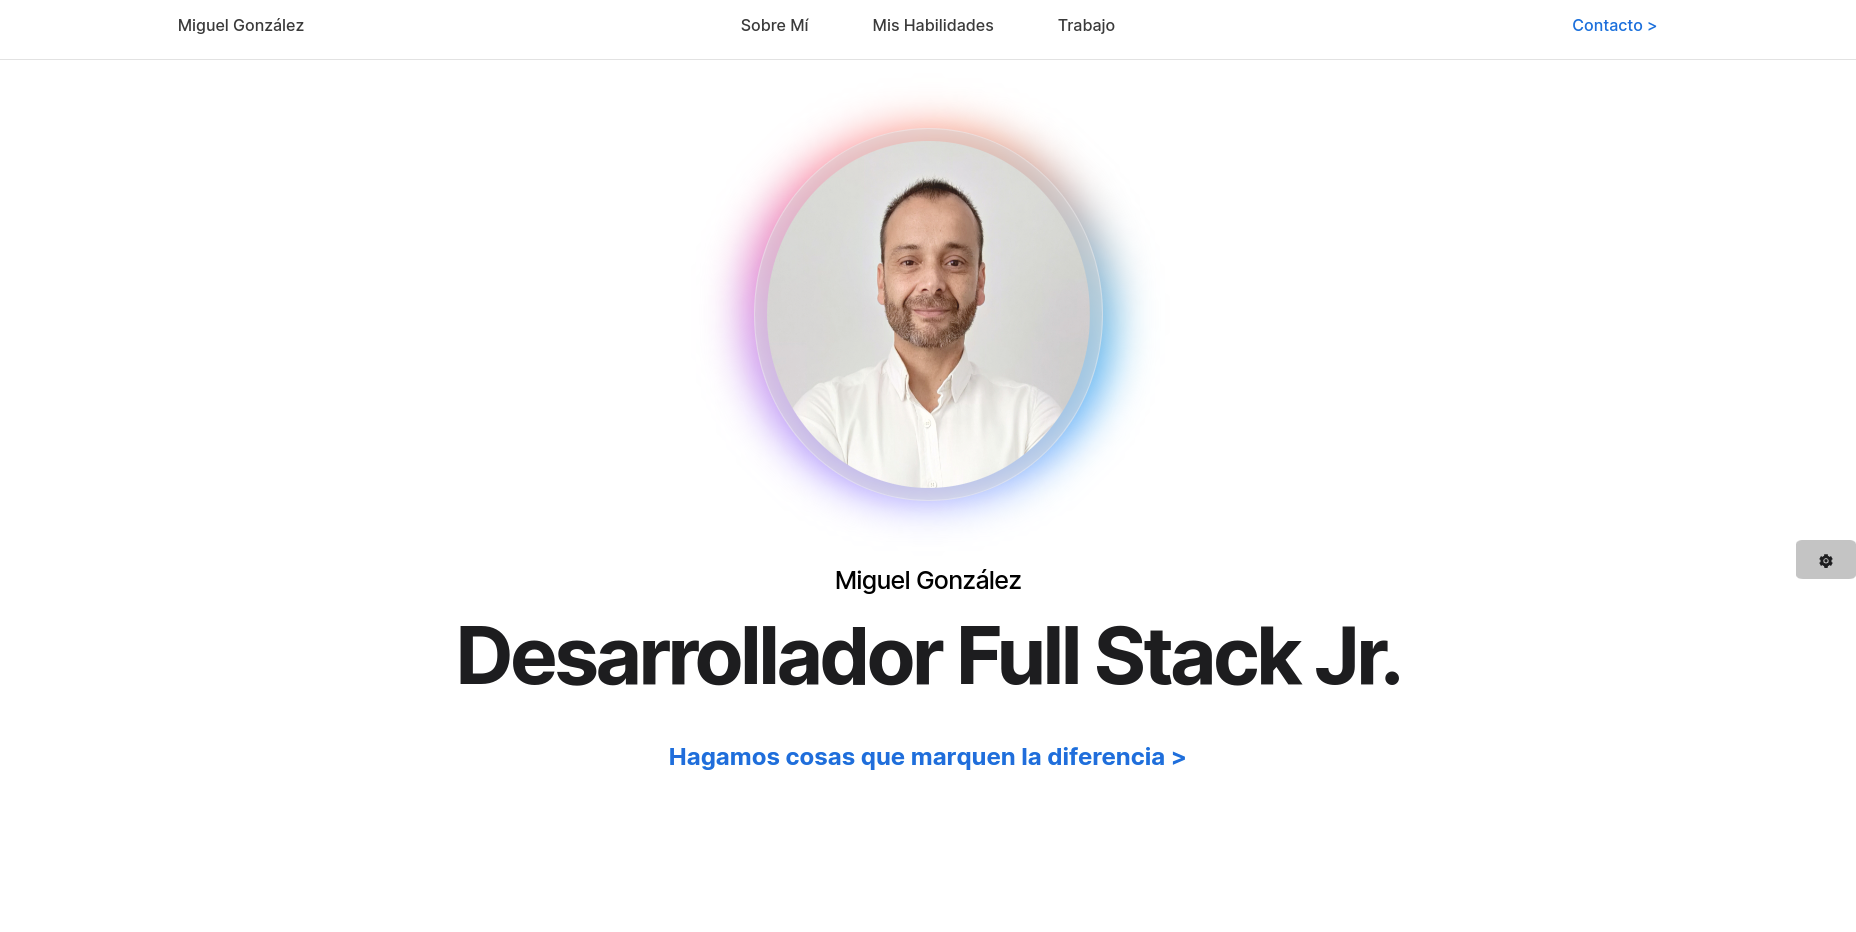 Miguel González
Sobre Mí
Mis Habilidades
Trabajo
Contacto >
Miguel González
Desarrollador Full Stack Jr.
Hagamos cosas que marquen la diferencia >